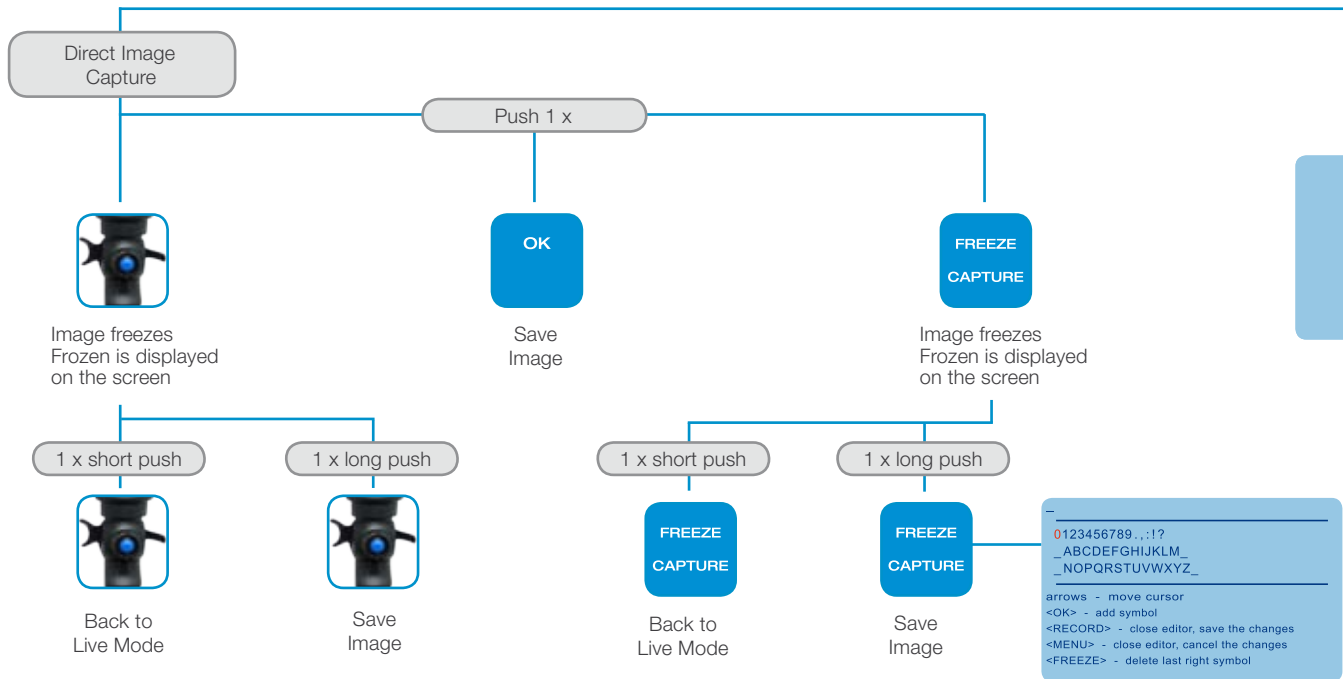 Direct Image
Capture
Push 1 x
OK
FREEZE
CAPTURE
Image freezes
Frozen is displayed
on the screen
Save
Image
Image freezes
Frozen is displayed
on the screen
1 x short push
1 x long push
1 x short push
1 x long push
FREEZE
CAPTURE
FREEZE
CAPTURE
Back to
Live Mode
Save
Image
Back to
Live Mode
Save
Image
_
0123456789.,:!?
_ABCDEFGHIJKLM_
_NOPQRSTUVWXYZ_
arrows - move cursor
<OK> - add symbol
<RECORD> - close editor, save the changes
<MENU> - close editor, cancel the changes
<FREEZE> - delete last right symbol